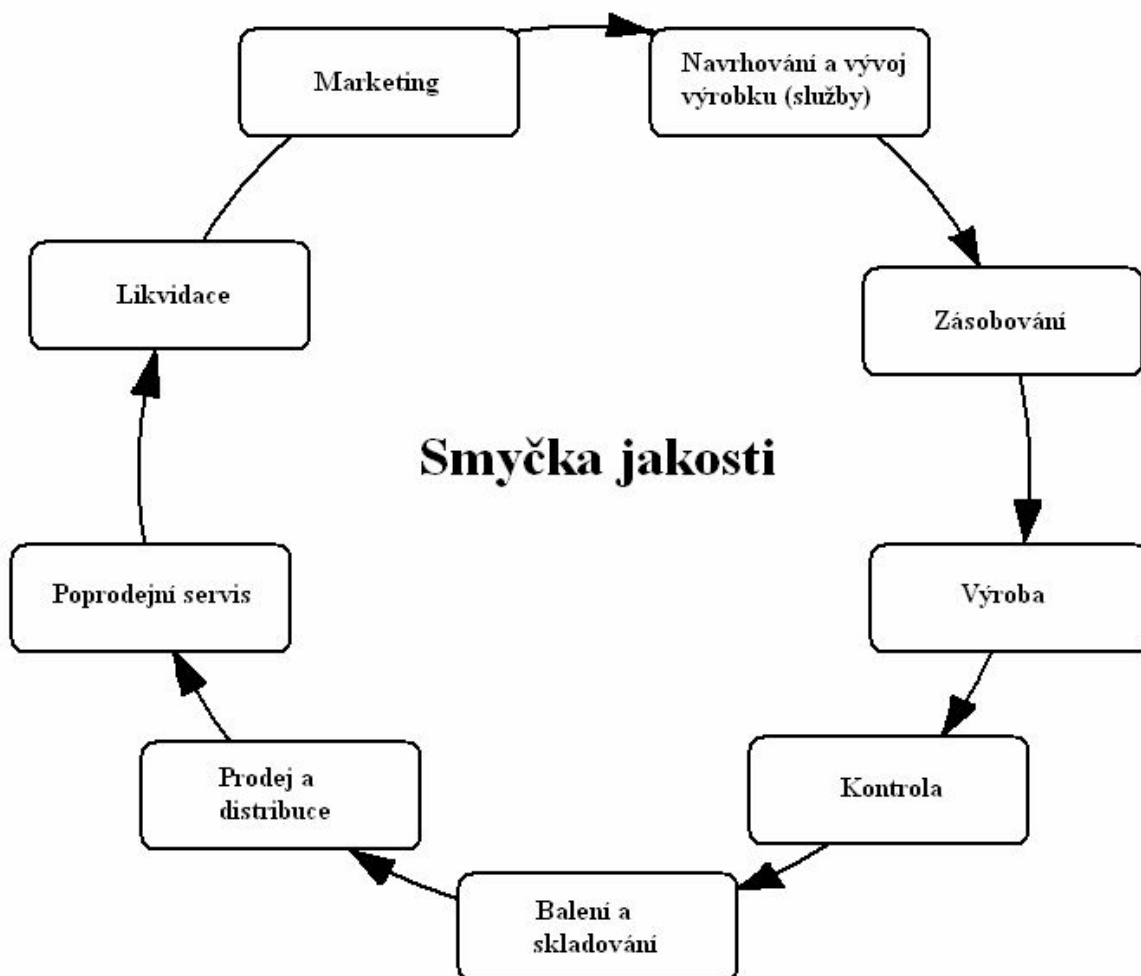 Marketing
Navrhování a vývoj
výrobku (služby)
Zásobování
Výroba
Kontrola
Balení a
skladování
Prodej a
distribuce
Poprodejní servis
Likvidace
Smyčka jakosti